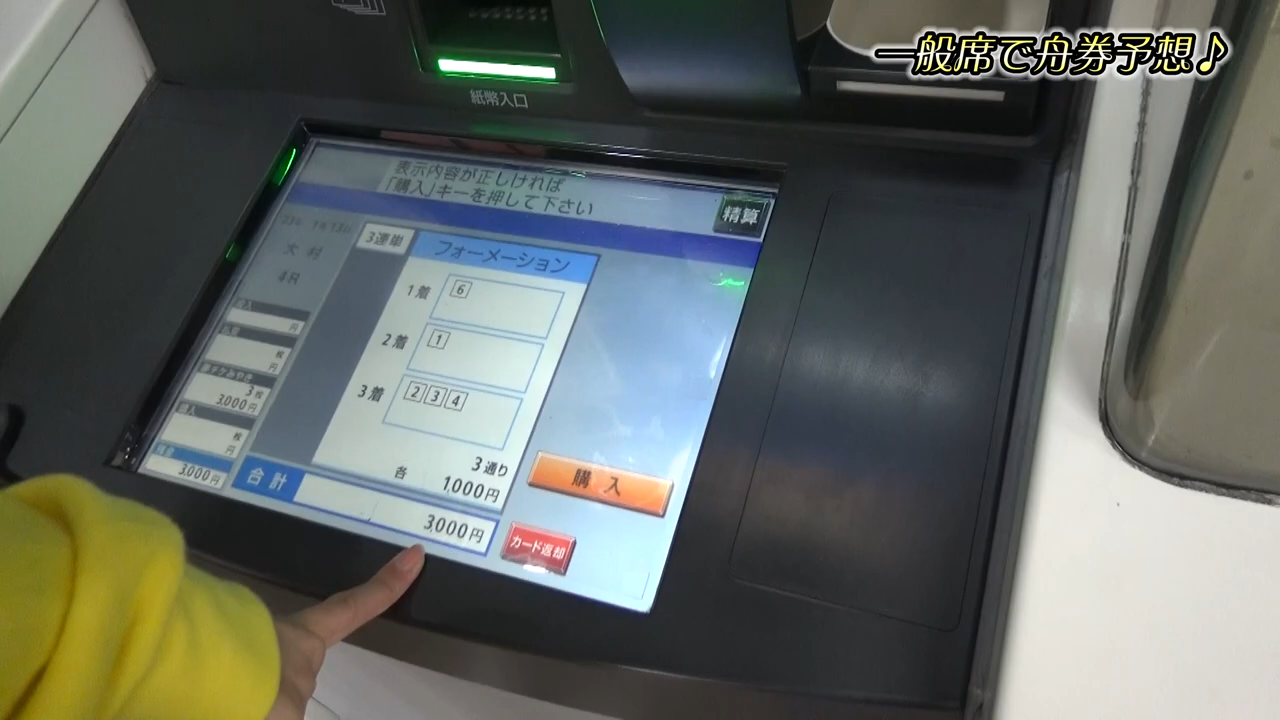 一般席で舟券予想♪
紙幣入口
表示内容が正しければ
「購入」キーを押して下さい
精算
大村
4R
3連単
フォーメーション
1着 6
2着 1
3着 2 3 4
3通り
各 1,000円
合計 3,000円
円
枚
円
3枚
3,000円
枚
円
3,000円
購入
カード返却